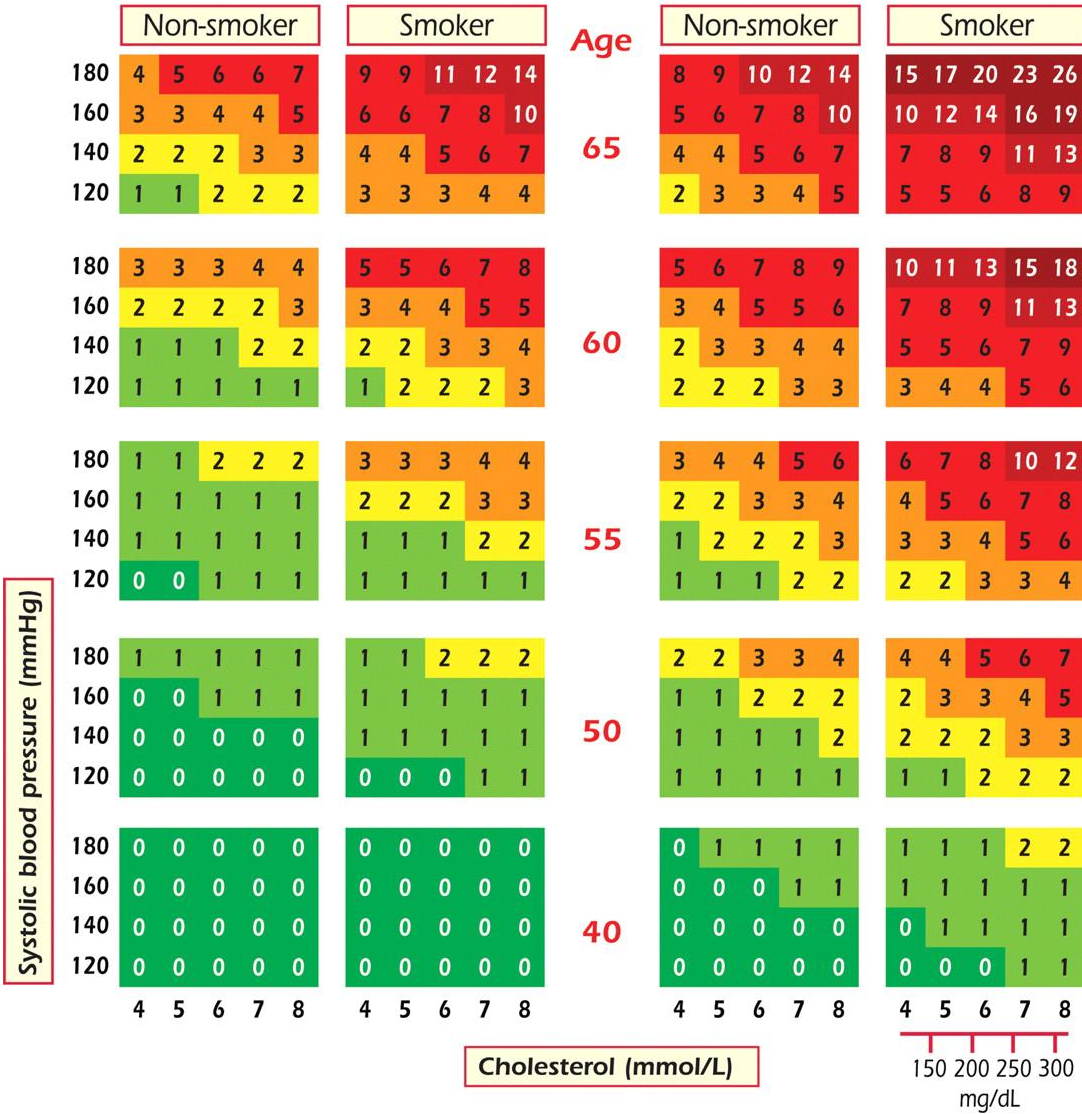 Non-smoker Smoker Age Non-smoker Smoker
180 4 5 6 6 7 9 9 11 12 14 8 9 10 12 14 15 17 20 23 26
160 3 3 4 4 5 6 6 7 8 10 5 6 7 8 10 10 12 14 16 19
65
140 2 2 2 3 3 4 4 5 6 7 4 4 5 6 7 7 8 9 11 13
120 1 1 2 2 2 3 3 3 4 4 2 3 3 4 5 5 5 6 8 9
180 3 3 3 4 4 5 5 6 7 8 5 6 7 8 9 10 11 13 15 18
160 2 2 2 2 3 3 4 4 5 5 3 4 5 5 6 7 8 9 11 13
60
140 1 1 1 2 2 2 2 3 3 4 2 3 3 4 4 5 5 6 7 9
120 1 1 1 1 1 1 2 2 2 3 2 2 2 3 3 3 4 4 5 6
180 1 1 2 2 2 3 3 3 4 4 3 4 4 5 6 6 7 8 10 12
160 1 1 1 1 1 2 2 2 3 3 2 2 3 3 4 4 5 6 7 8
55
140 1 1 1 1 1 1 1 1 2 2 1 2 2 2 3 3 3 4 5 6
120 0 0 1 1 1 1 1 1 1 1 1 1 1 2 2 2 2 3 3 4
180 1 1 1 1 1 1 1 2 2 2 2 2 3 3 4 4 4 5 6 7
160 0 0 1 1 1 1 1 1 1 1 1 1 2 2 2 2 3 3 4 5
50
140 0 0 0 0 0 1 1 1 1 1 1 1 1 1 2 2 2 2 3 3
120 0 0 0 0 0 0 0 0 1 1 1 1 1 1 1 1 1 2 2 2
180 0 0 0 0 0 0 0 0 0 0 0 1 1 1 1 1 1 1 2 2
160 0 0 0 0 0 0 0 0 0 0 0 0 0 1 1 1 1 1 1 1
40
140 0 0 0 0 0 0 0 0 0 0 0 0 0 0 0 0 1 1 1 1
120 0 0 0 0 0 0 0 0 0 0 0 0 0 0 0 0 0 0 1 1
4 5 6 7 8 4 5 6 7 8 4 5 6 7 8 4 5 6 7 8
Systolic blood pressure (mmHg)
Cholesterol (mmol/L)
150 200 250 300
mg/dL